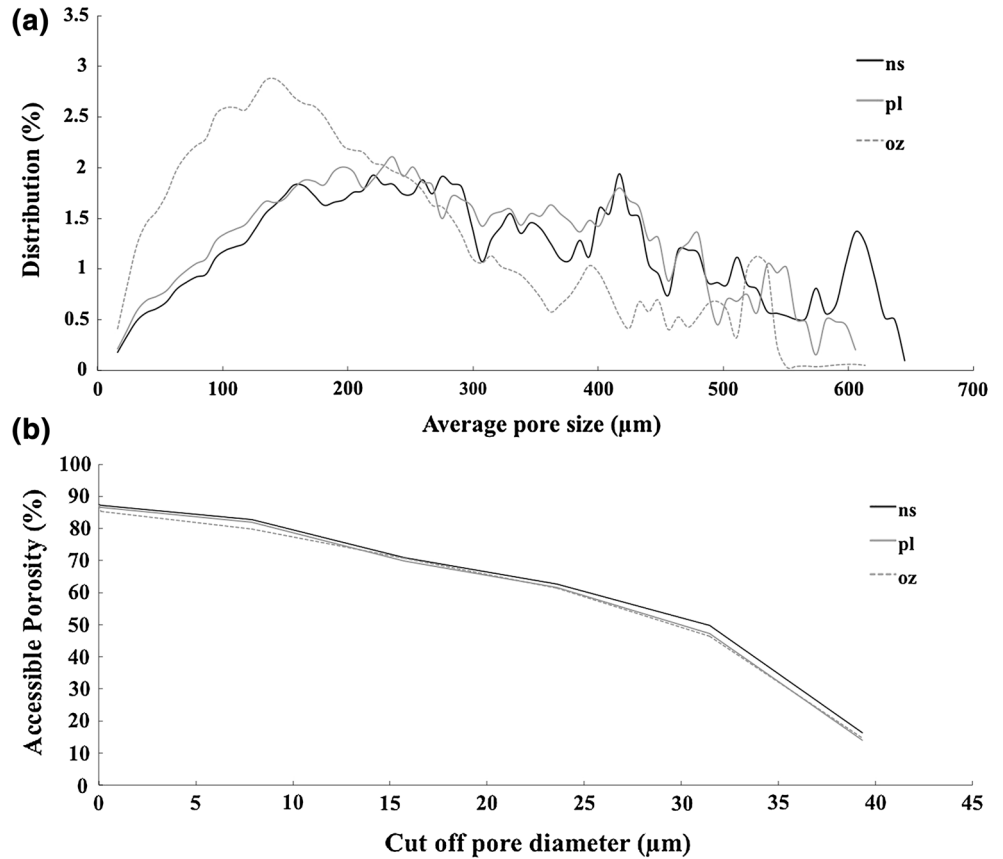 (a)
3.5
3
2.5
2
1.5
1
0.5
0
Distribution (%)
ns
pl
oz
0 100 200 300 400 500 600 700
Average pore size (µm)
(b)
100
90
80
70
60
50
40
30
20
10
0
Accessible Porosity (%)
ns
pl
oz
0 5 10 15 20 25 30 35 40 45
Cut off pore diameter (µm)